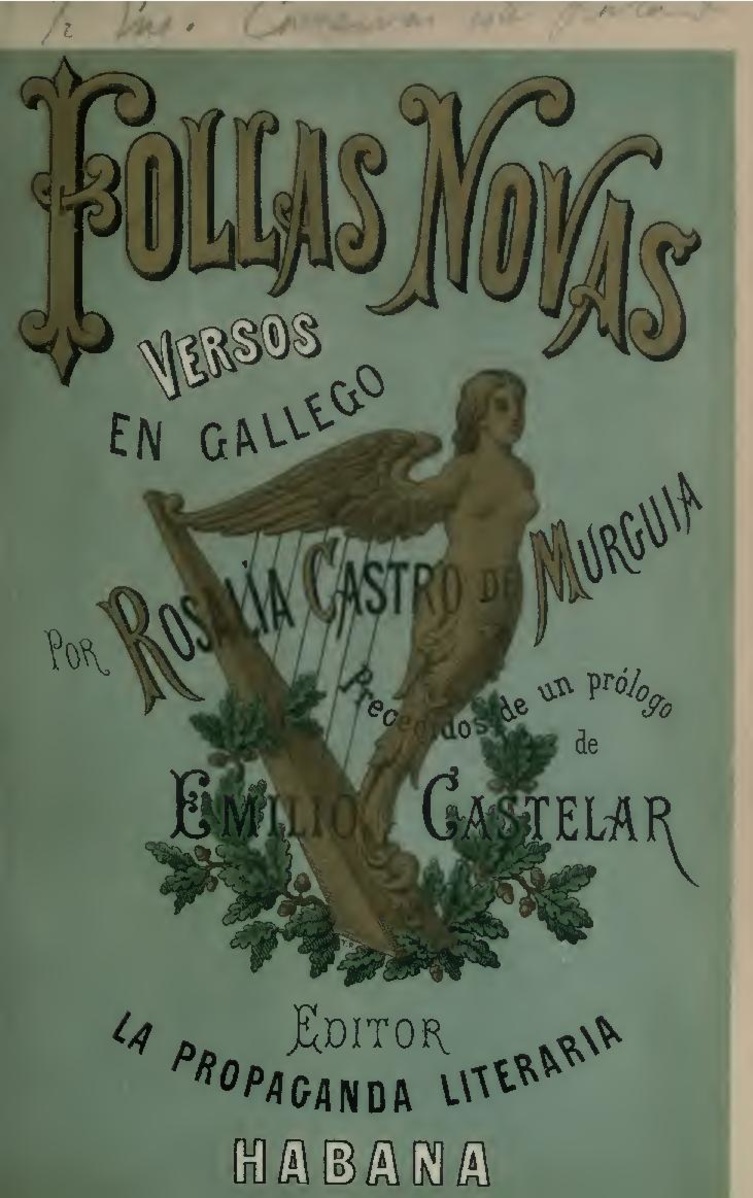 FOLLAS NOVAS
VERSOS
EN GALLEGO
POR ROSALÍA CASTRO DE MURGUIA
Precedidos de un prólogo
de
EMILIO CASTELAR
EDITOR
LA PROPAGANDA LITERARIA
HABANA